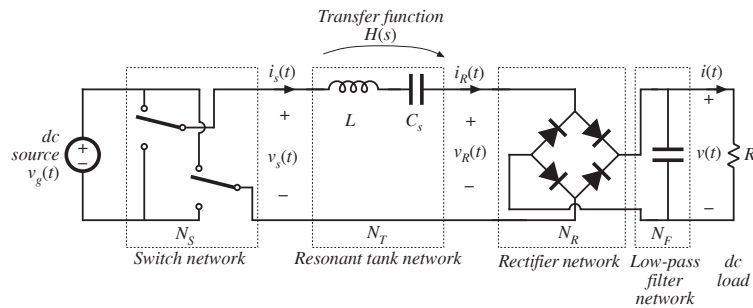 Transfer function
H(s)
i_s(t)
i_R(t)
i(t)
+
+
+
L
C_s
dc
source
v_g(t)
+
–
v_s(t)
v_R(t)
v(t)
R
–
–
–
N_S
N_T
N_R
N_F
Switch network
Resonant tank network
Rectifier network
Low-pass
filter
network
dc
load